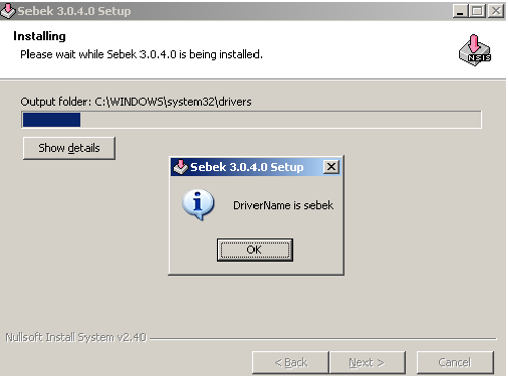 Sebek 3.0.4.0 Setup
Installing
Please wait while Sebek 3.0.4.0 is being installed.
NSIS
Output folder: C:\WINDOWS\system32\drivers
Show details
Sebek 3.0.4.0 Setup
DriverName is sebek
OK
Nullsoft Install System v2.40
< Back
Next >
Cancel